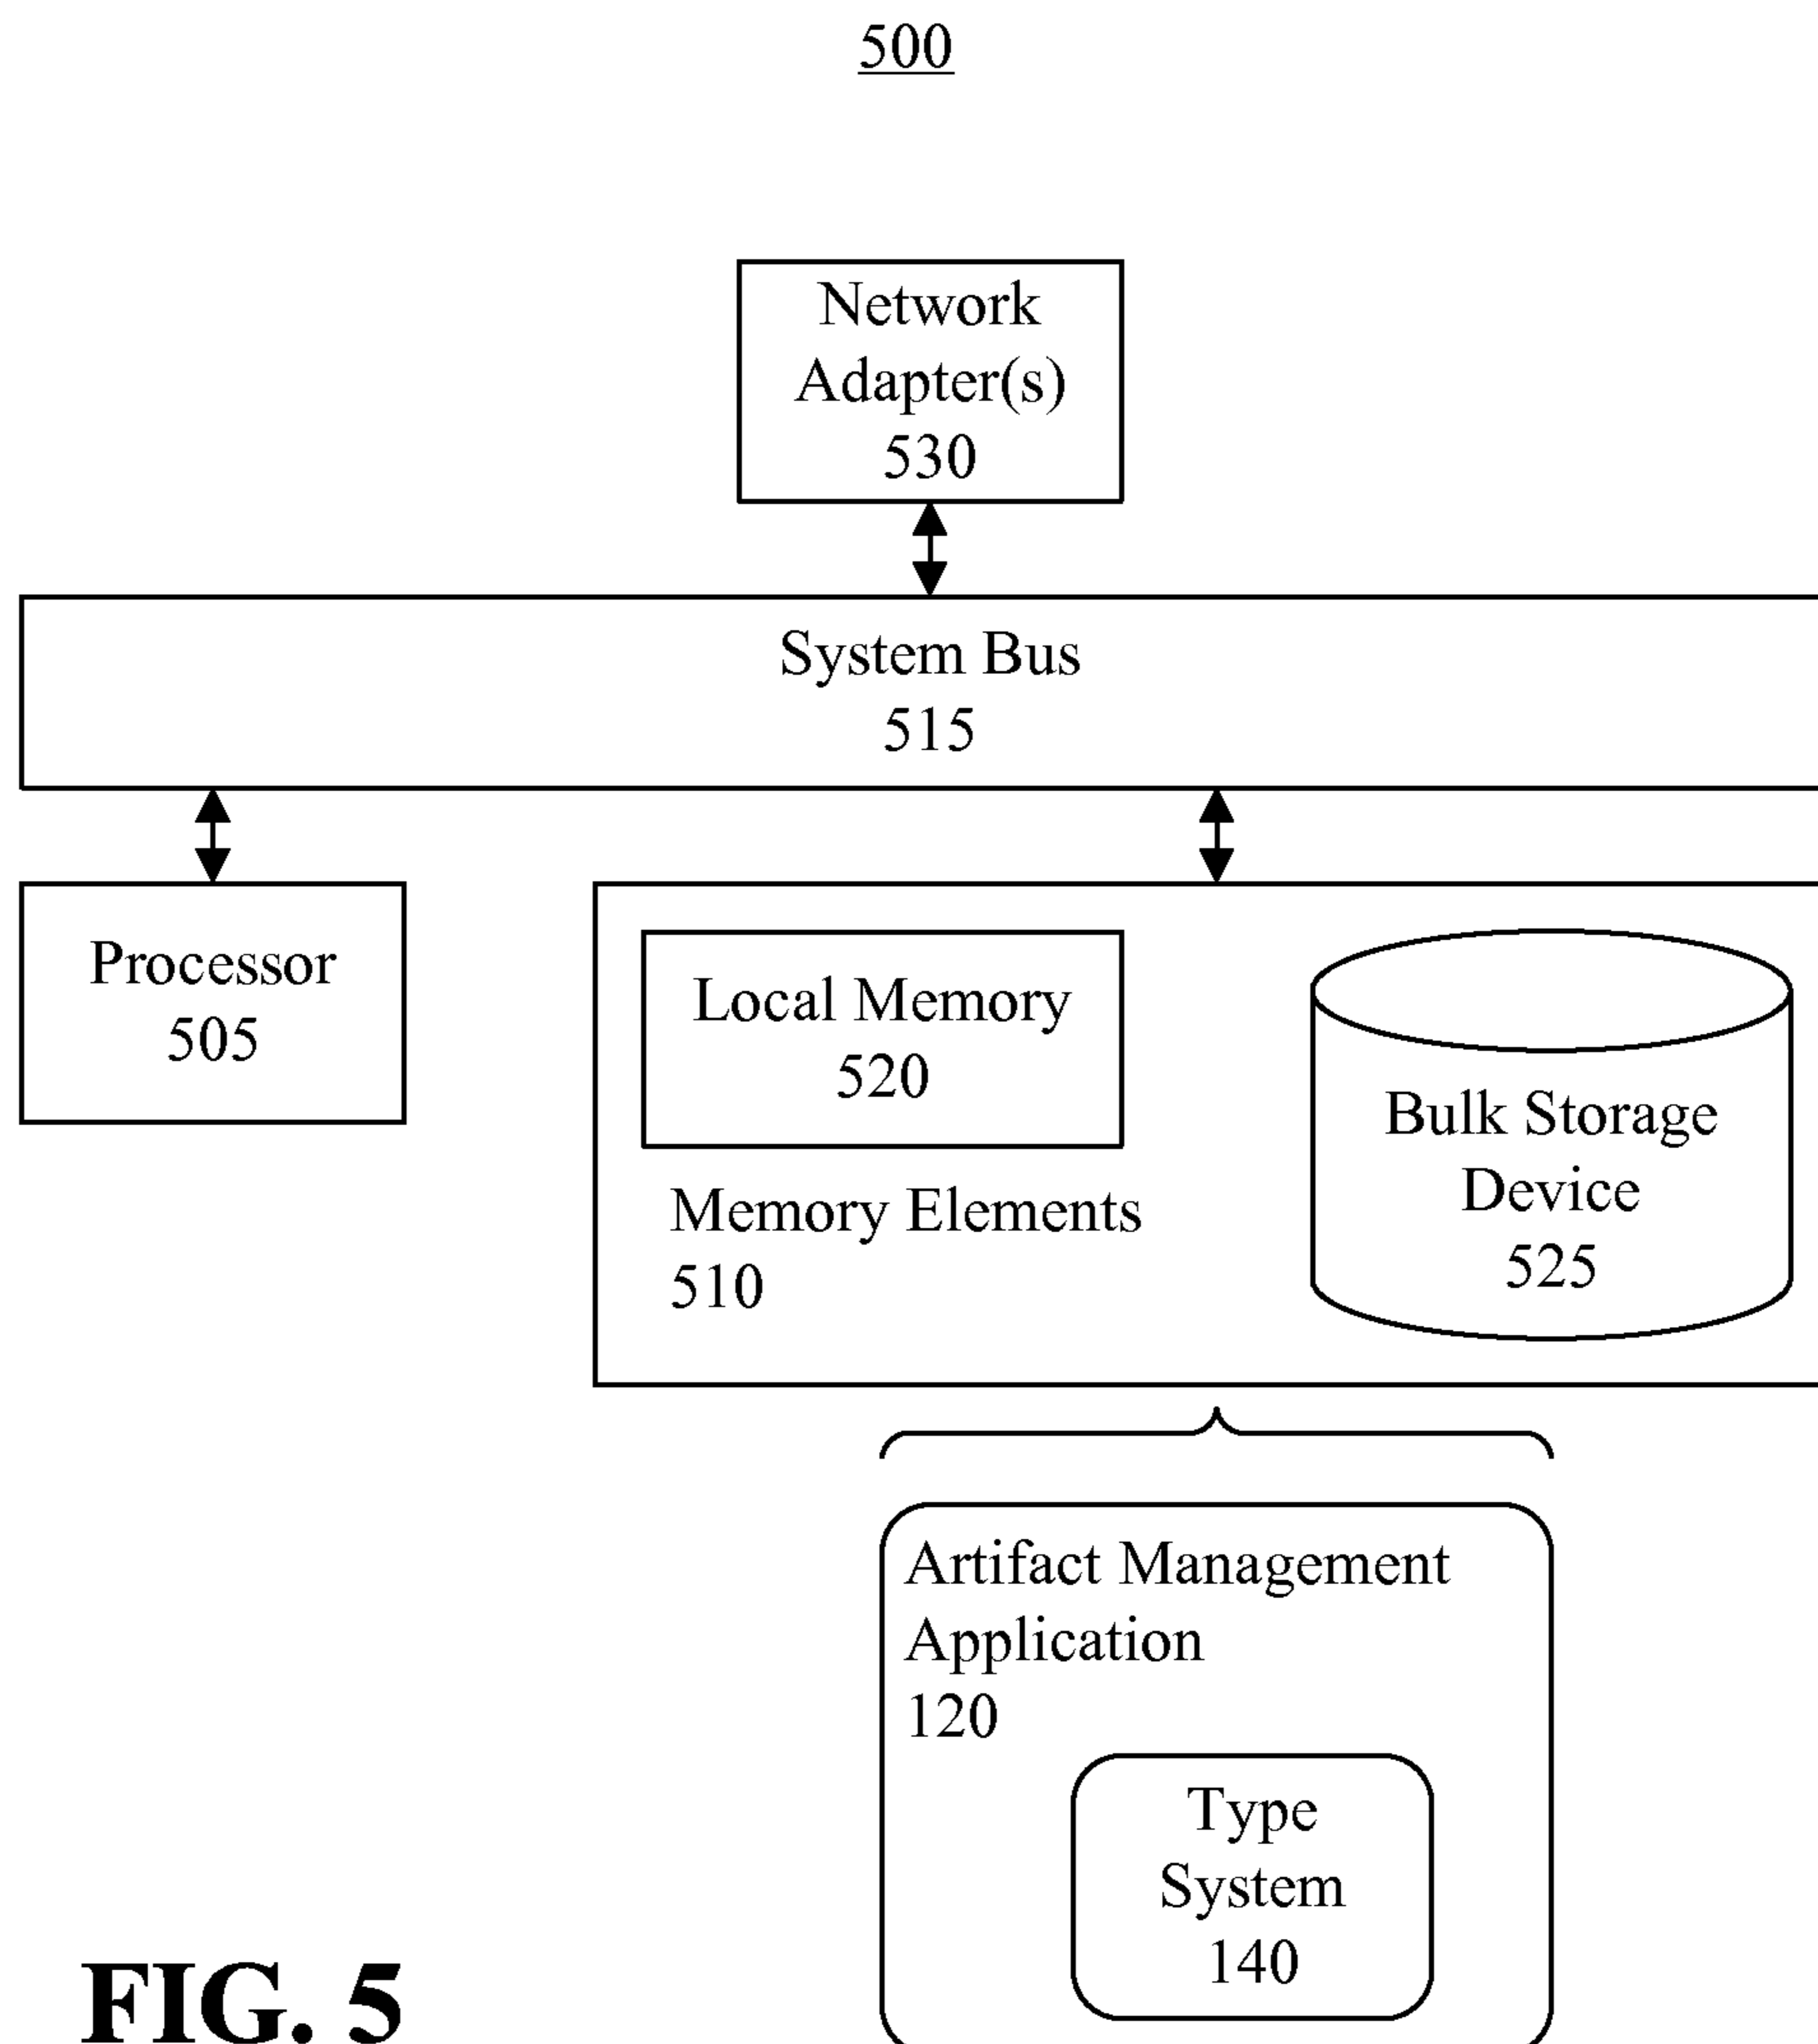 500
Network
Adapter(s)
530
System Bus
515
Processor
505
Local Memory
520
Memory Elements
510
Bulk Storage
Device
525
Artifact Management
Application
120
Type
System
140
FIG. 5